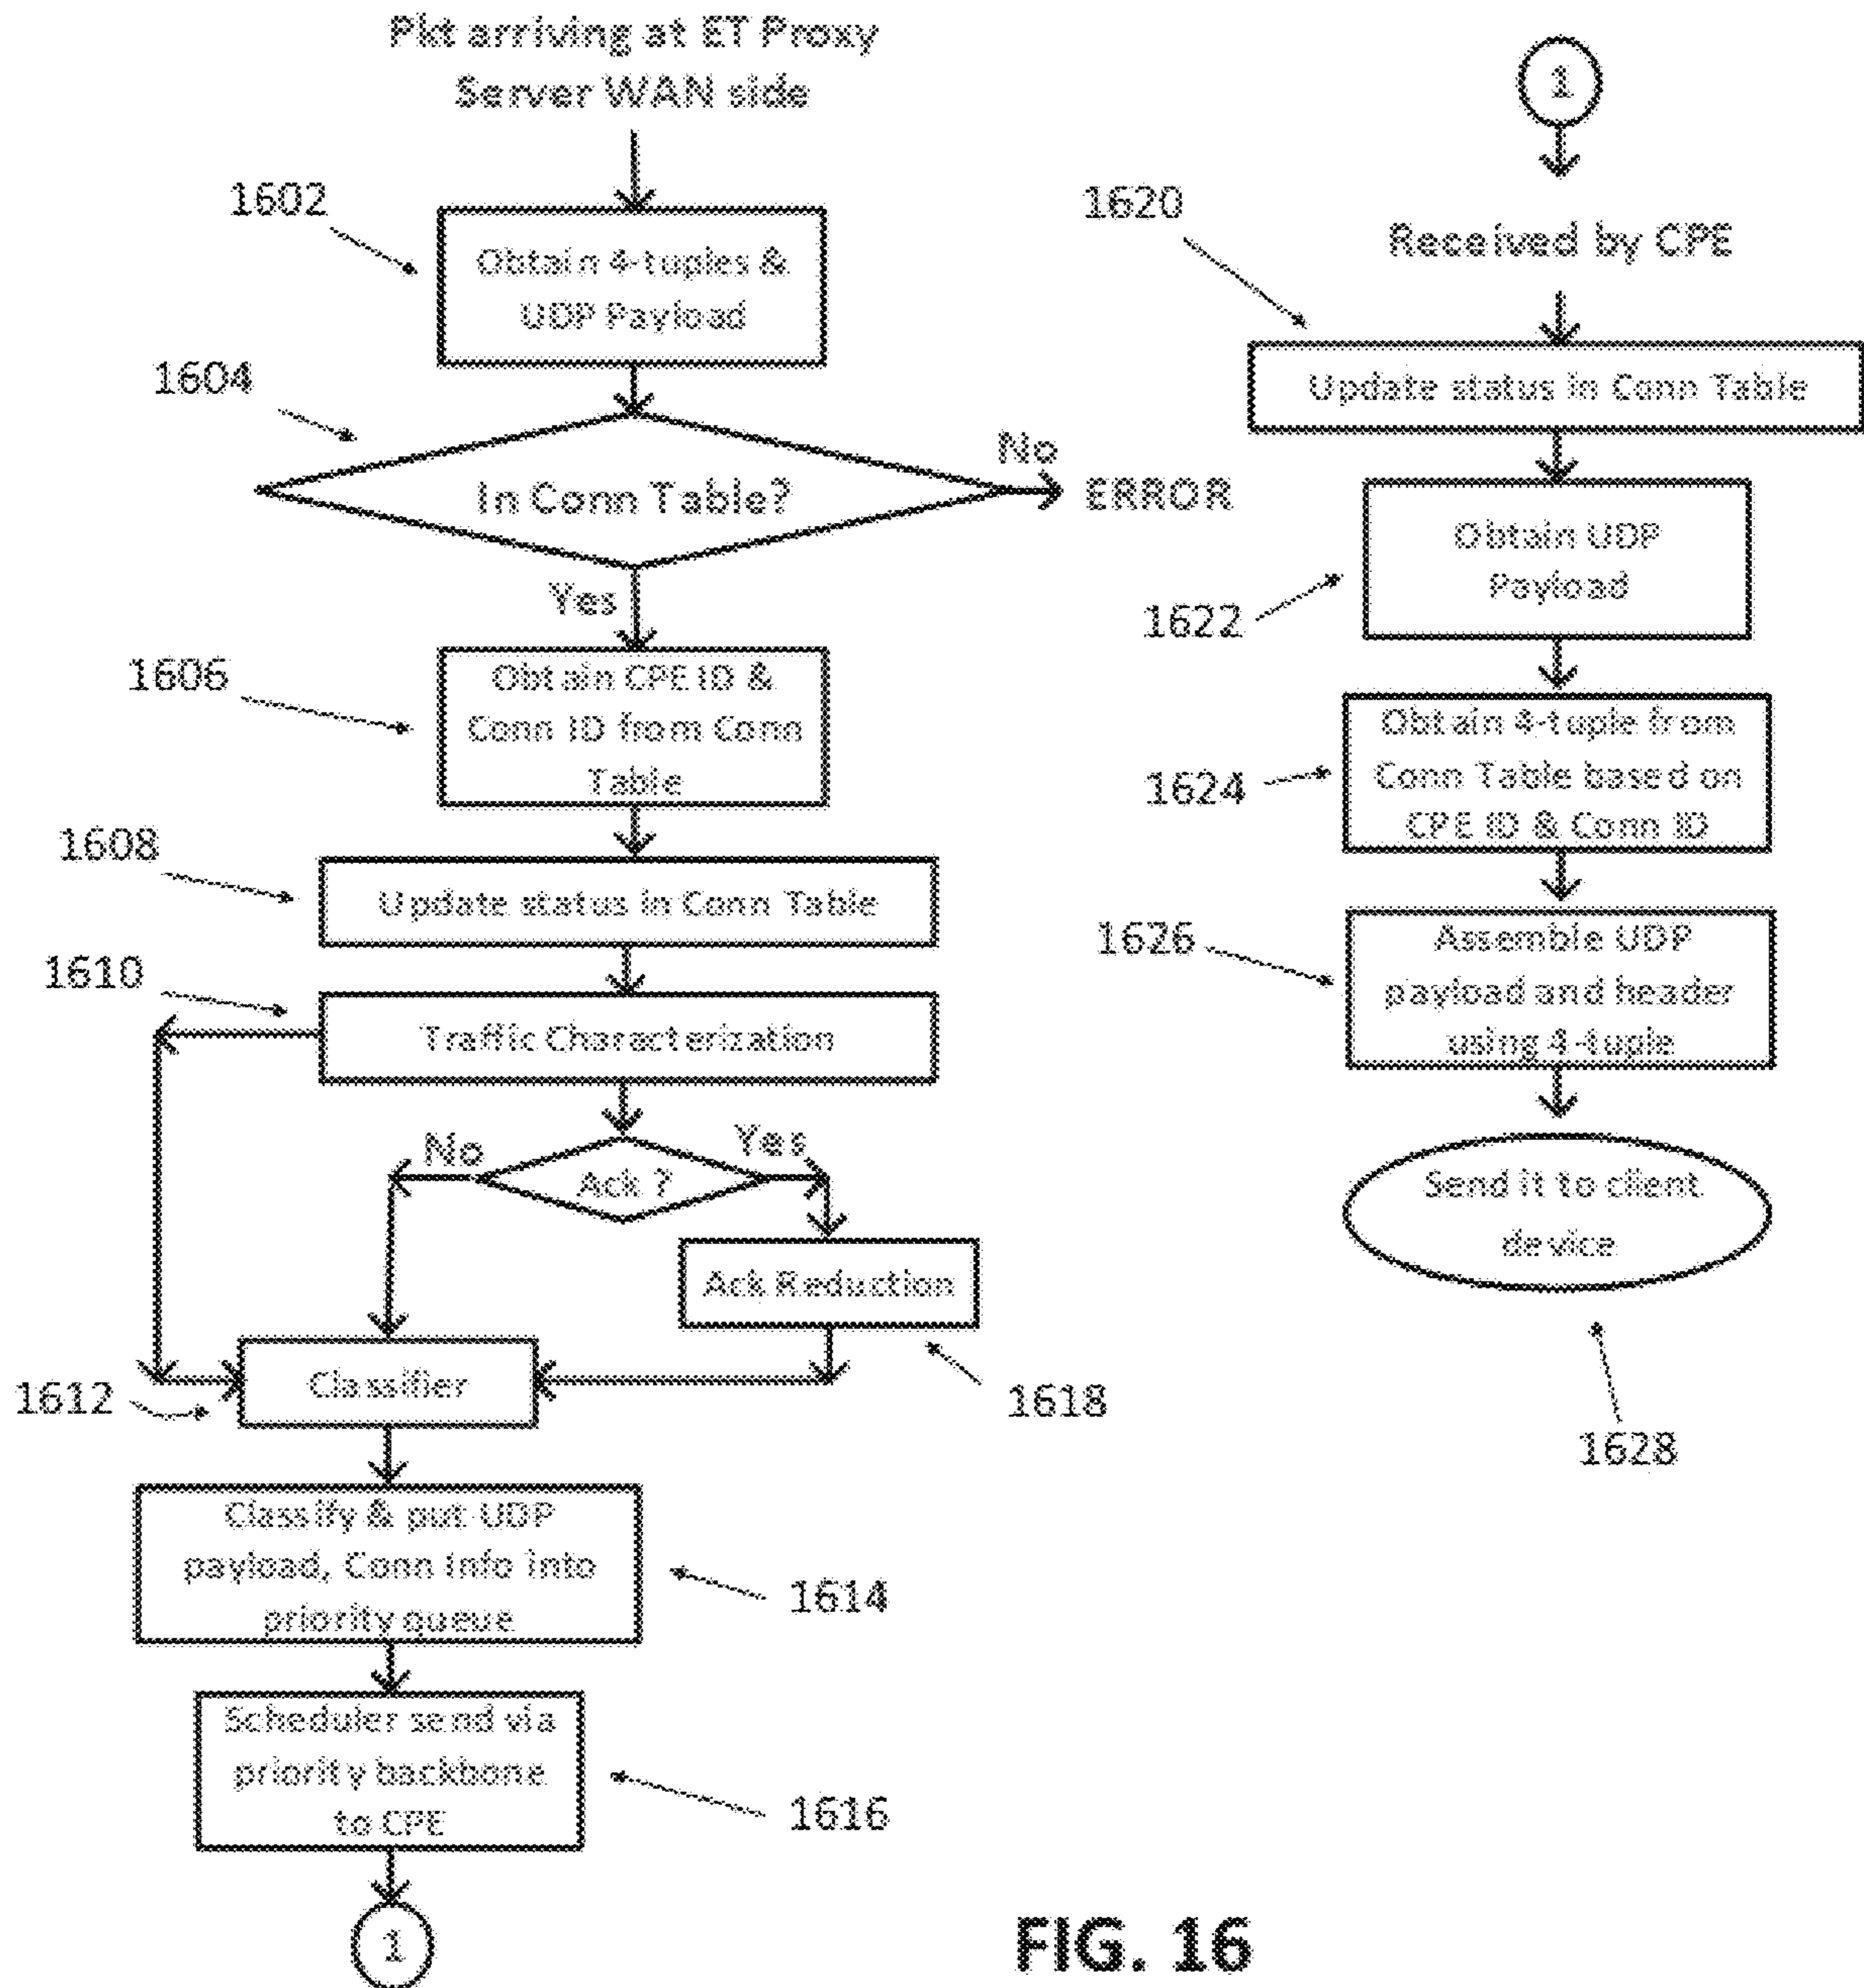 Pkt arriving at ET Proxy
Server WAN side
1602
Obtain 4-tuples &
UDP Payload
1604
In Conn Table?
No
ERROR
Yes
1606
Obtain CPE ID &
Conn ID from Conn
Table
1608
Update status in Conn Table
1610
Traffic Characterization
No
Ack ?
Yes
Ack Reduction
1618
Classifier
1612
Classify & put UDP
payload, Conn Info into
priority queue
1614
Scheduler send via
priority backbone
to CPE
1616
1
1
Received by CPE
1620
Update status in Conn Table
Obtain UDP
Payload
1622
Obtain 4-tuple from
Conn Table based on
CPE ID & Conn ID
1624
Assemble UDP
payload and header
using 4-tuple
1626
Send it to client
device
1628
FIG. 16